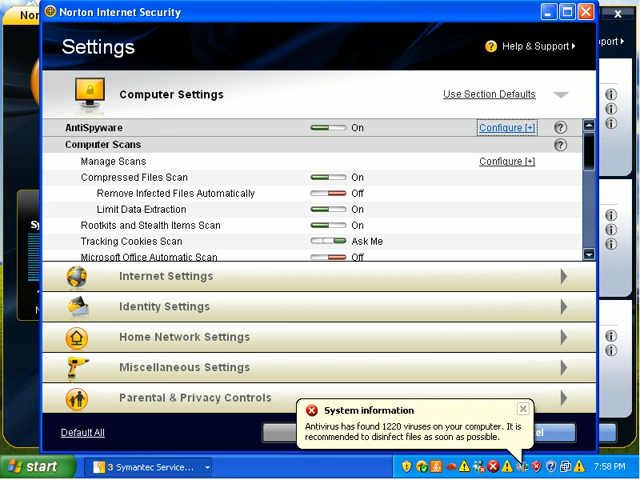 Nor
Norton Internet Security
X
port
Settings
Help & Support
Computer Settings
Use Section Defaults
AntiSpyware
On
Configure [+]
Computer Scans
Manage Scans
Configure [+]
Compressed Files Scan
On
Remove Infected Files Automatically
Off
Limit Data Extraction
On
Rootkits and Stealth Items Scan
On
Tracking Cookies Scan
Ask Me
Microsoft Office Automatic Scan
Off
Internet Settings
Identity Settings
Home Network Settings
Miscellaneous Settings
Parental & Privacy Controls
System information
Antivirus has found 1220 viruses on your computer. It is
recommended to disinfect files as soon as possible.
Default All
el
start
3 Symantec Service...
7:58 PM